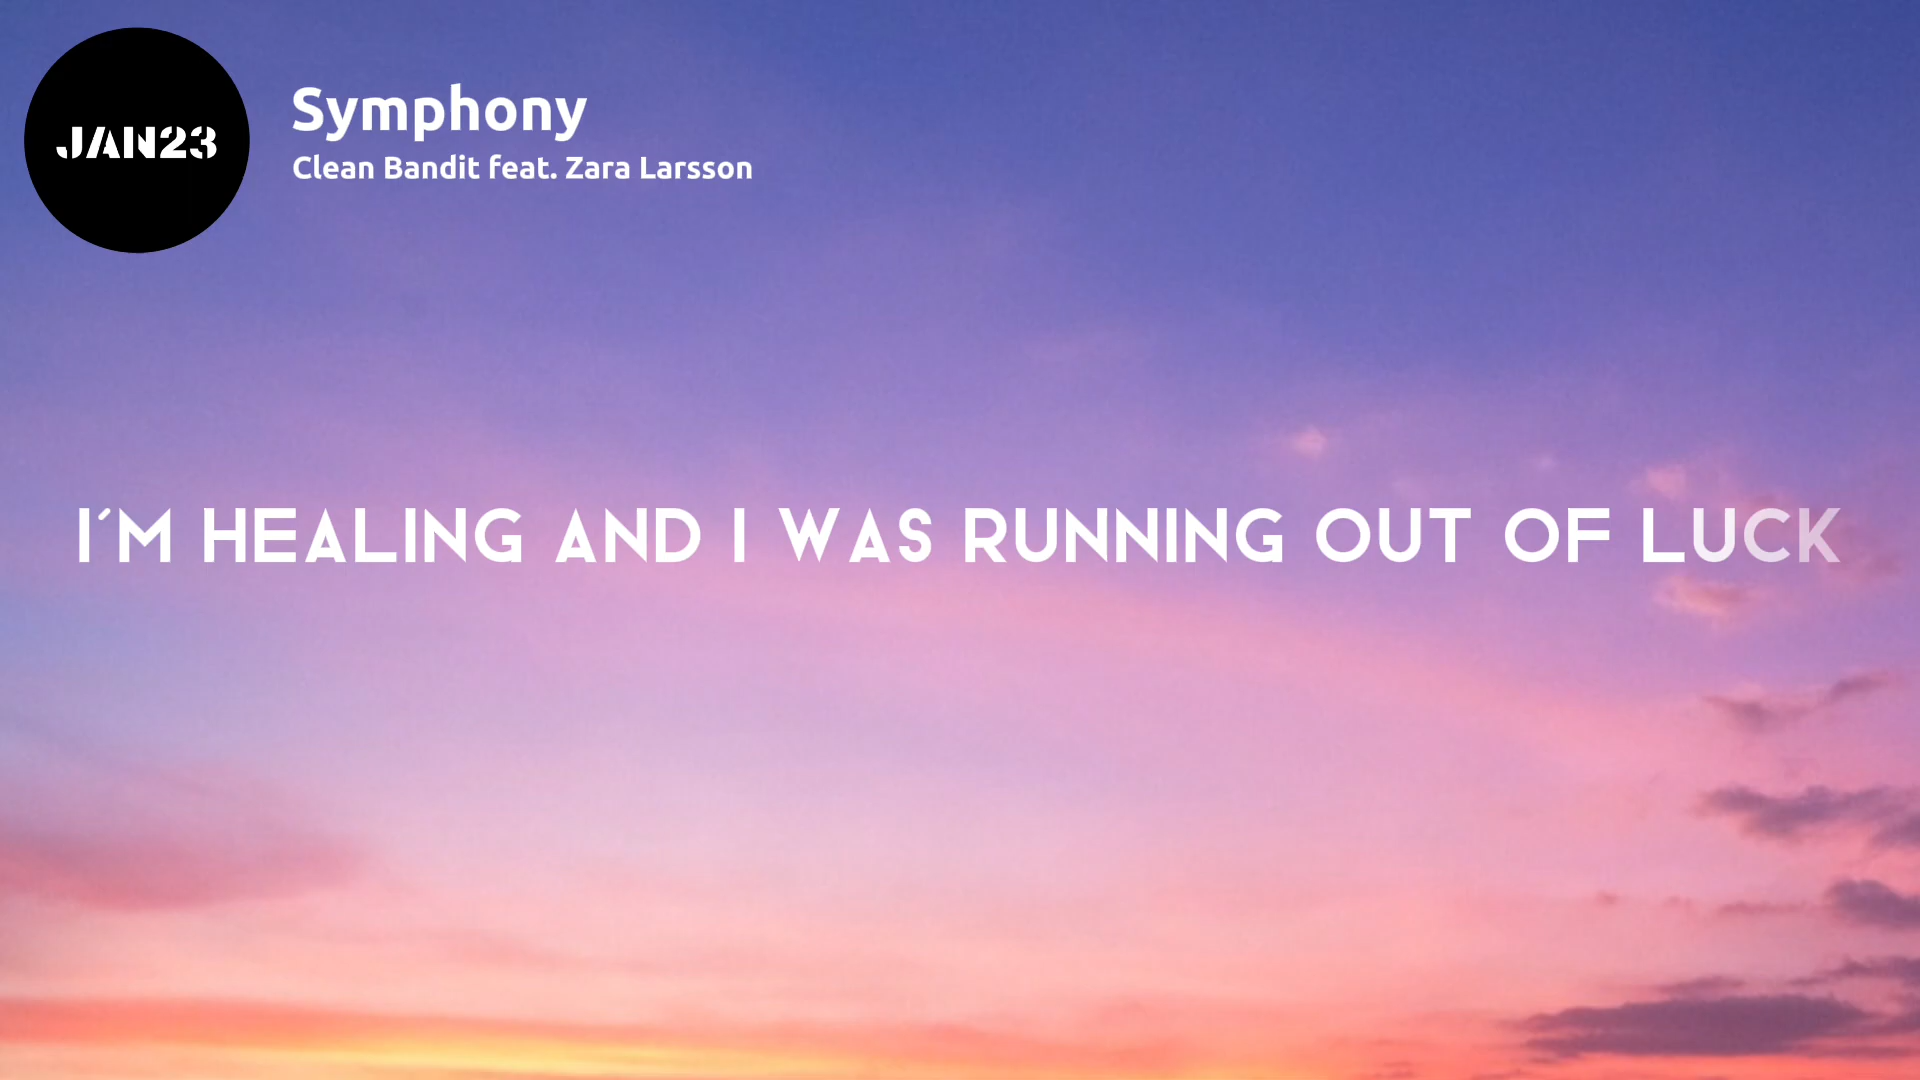 JAN23
Symphony
Clean Bandit feat. Zara Larsson
I'M HEALING AND I WAS RUNNING OUT OF LUCK